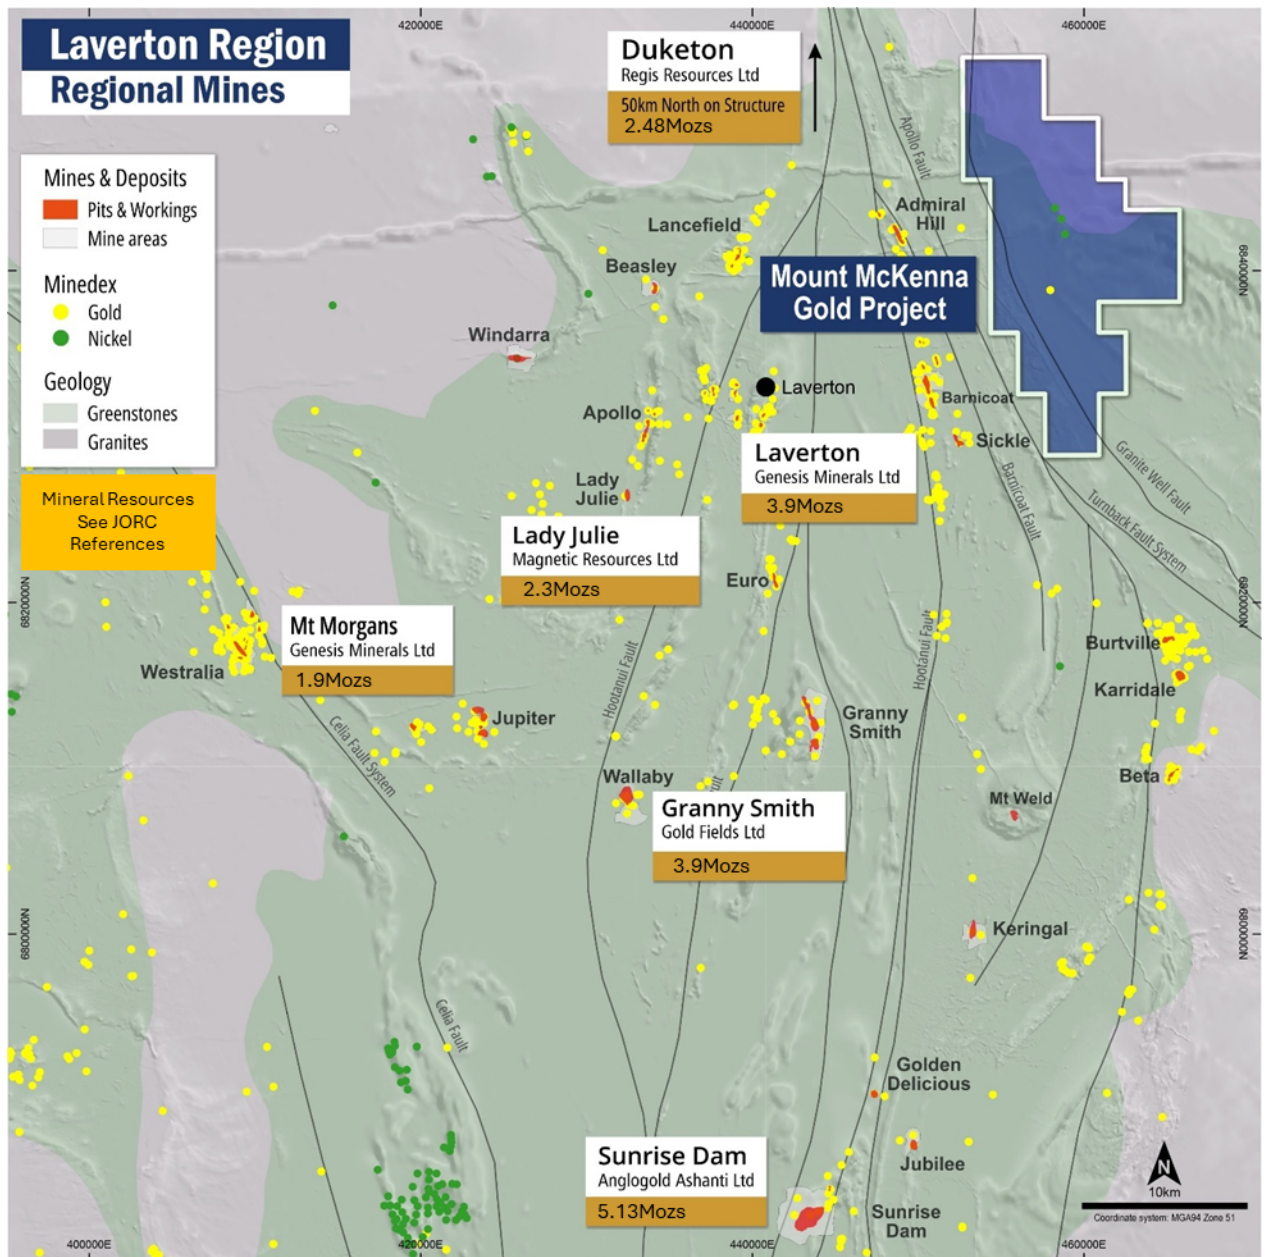 420000E
440000E
460000E
Laverton Region
Regional Mines
Duketon
Regis Resources Ltd
50km North on Structure
2.48Mozs
Apollo Fault
Mines & Deposits
Pits & Workings
Mine areas
Minedex
Gold
Nickel
Geology
Greenstones
Granites
Mineral Resources
See JORC
References
Lancefield
Admiral
Hill
Beasley
Mount McKenna
Gold Project
6840000N
Windarra
Laverton
Apollo
Barnicoat
Sickle
Laverton
Genesis Minerals Ltd
3.9Mozs
Lady
Julie
Barnicoat Fault
Granite Well Fault
Turnback Fault System
Lady Julie
Magnetic Resources Ltd
2.3Mozs
Euro
6820000N
6820000N
Mt Morgans
Genesis Minerals Ltd
1.9Mozs
Westralia
Hootanui Fault
Hootanui Fault
Burtville
Karridale
Jupiter
Celia Fault System
Granny
Smith
Wallaby
Beta
Mt Weld
Granny Smith
Gold Fields Ltd
3.9Mozs
6800000N
6800000N
Keringal
Celia Fault
Golden
Delicious
Jubilee
Sunrise Dam
Anglogold Ashanti Ltd
5.13Mozs
Sunrise
Dam
N
10km
Coordinate system: MGA94 Zone 51
400000E
420000E
440000E
460000E